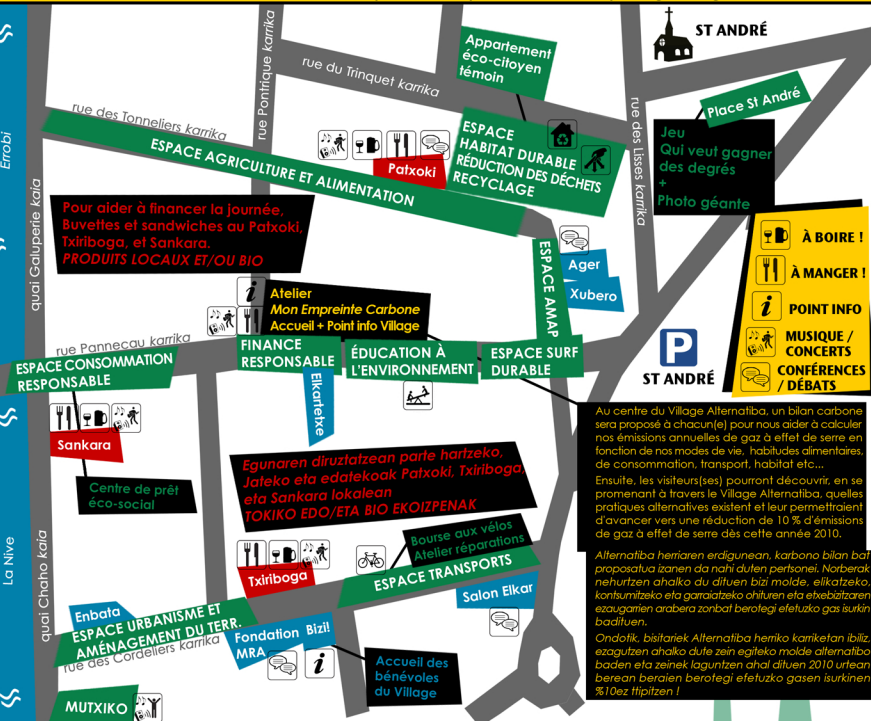 ST ANDRÉ
Appartement
éco-citoyen
témoin
rue du Trinquet karrika
rue Pontrique karrika
rue des Lisses karrika
Place St André
Errobi
rue des Tonneliers karrika
ESPACE AGRICULTURE ET ALIMENTATION
Patxoki
ESPACE
HABITAT DURABLE
RÉDUCTION DES DÉCHETS
RECYCLAGE
Jeu
Qui veut gagner
des degrés
+
Photo géante
quai Galuperie kaia
Pour aider à financer la journée,
Buvettes et sandwiches au Patxoki,
Txiriboga, et Sankara.
PRODUITS LOCAUX ET/OU BIO
ESPACE AMAP
Ager
Xubero
À BOIRE !
À MANGER !
POINT INFO
MUSIQUE /
CONCERTS
CONFÉRENCES
/ DÉBATS
Atelier
Mon Empreinte Carbone
Accueil + Point info Village
rue Pannecau karrika
ESPACE CONSOMMATION
RESPONSABLE
FINANCE
RESPONSABLE
ÉDUCATION À
L'ENVIRONNEMENT
ESPACE SURF
DURABLE
P
ST ANDRÉ
Elkartetxe
Sankara
Centre de prêt
éco-social
Egunaren diruztatzean parte hartzeko,
Jateko eta edatekoak Patxoki, Txiriboga,
eta Sankara lokalean
TOKIKO EDO/ETA BIO EKOIZPENAK
Au centre du Village Alternatiba, un bilan carbone
sera proposé à chacun(e) pour nous aider à calculer
nos émissions annuelles de gaz à effet de serre en
fonction de nos modes de vie, habitudes alimentaires,
de consommation, transport, habitat etc...
Ensuite, les visiteurs(ses) pourront découvrir, en se
promenant à travers le Village Alternatiba, quelles
pratiques alternatives existent et leur permettraient
d'avancer vers une réduction de 10 % d'émissions
de gaz à effet de serre dès cette année 2010.
Alternatiba herriaren erdigunean, karbono bilan bat
proposatua izanen da nahi duten pertsonei. Norberak
nehurtzen ahalko du dituen bizi molde, elikatzeko,
kontsumitzeko eta garraiatzeko ohituren eta etxebizitzaren
ezaugarrien arabera zonbat berotegi efetuzko gas isurkin
badituen.
Ondotik, bisitariek Alternatiba herriko karriketan ibiliz,
ezagutzen ahalko dute zein egiteko molde alternatibo
baden eta zeinek laguntzen ahal dituen 2010 urtean
berean beraien berotegi efetuzko gasen isurkinen
%10ez ttipitzen !
La Nive
quai Chaho kaia
Bourse aux vélos
Atelier réparations
Txiriboga
ESPACE TRANSPORTS
Salon Elkar
Enbata
ESPACE URBANISME ET
AMÉNAGEMENT DU TERR.
rue des Cordeliers karrika
Fondation
MRA
Bizi!
Accueil des
bénévoles
du Village
MUTXIKO